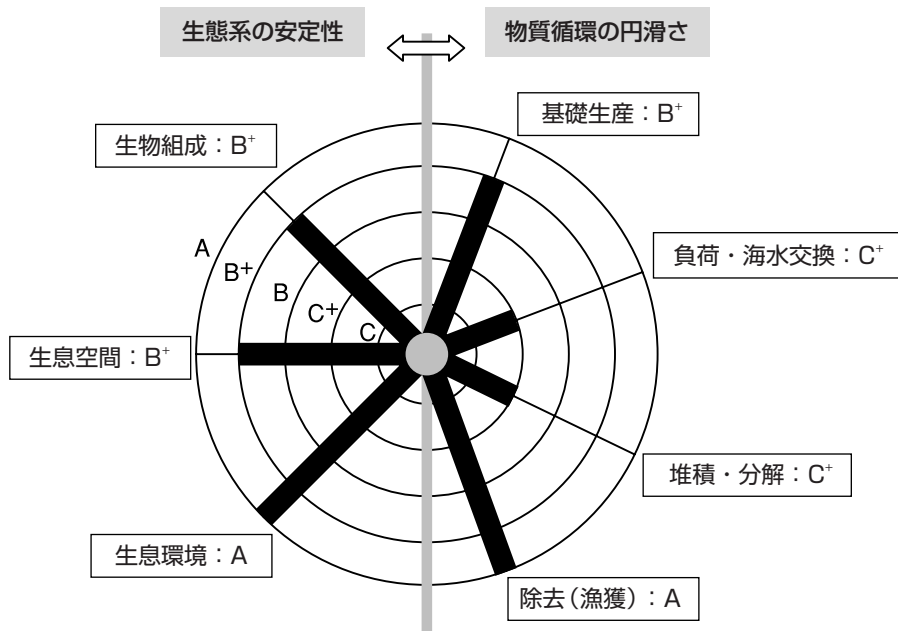 生態系の安定性
物質循環の円滑さ
基礎生産：B⁺
生物組成：B⁺
負荷・海水交換：C⁺
A
B+
B
C+
C
生息空間：B⁺
堆積・分解：C⁺
生息環境：A
除去（漁獲）：A